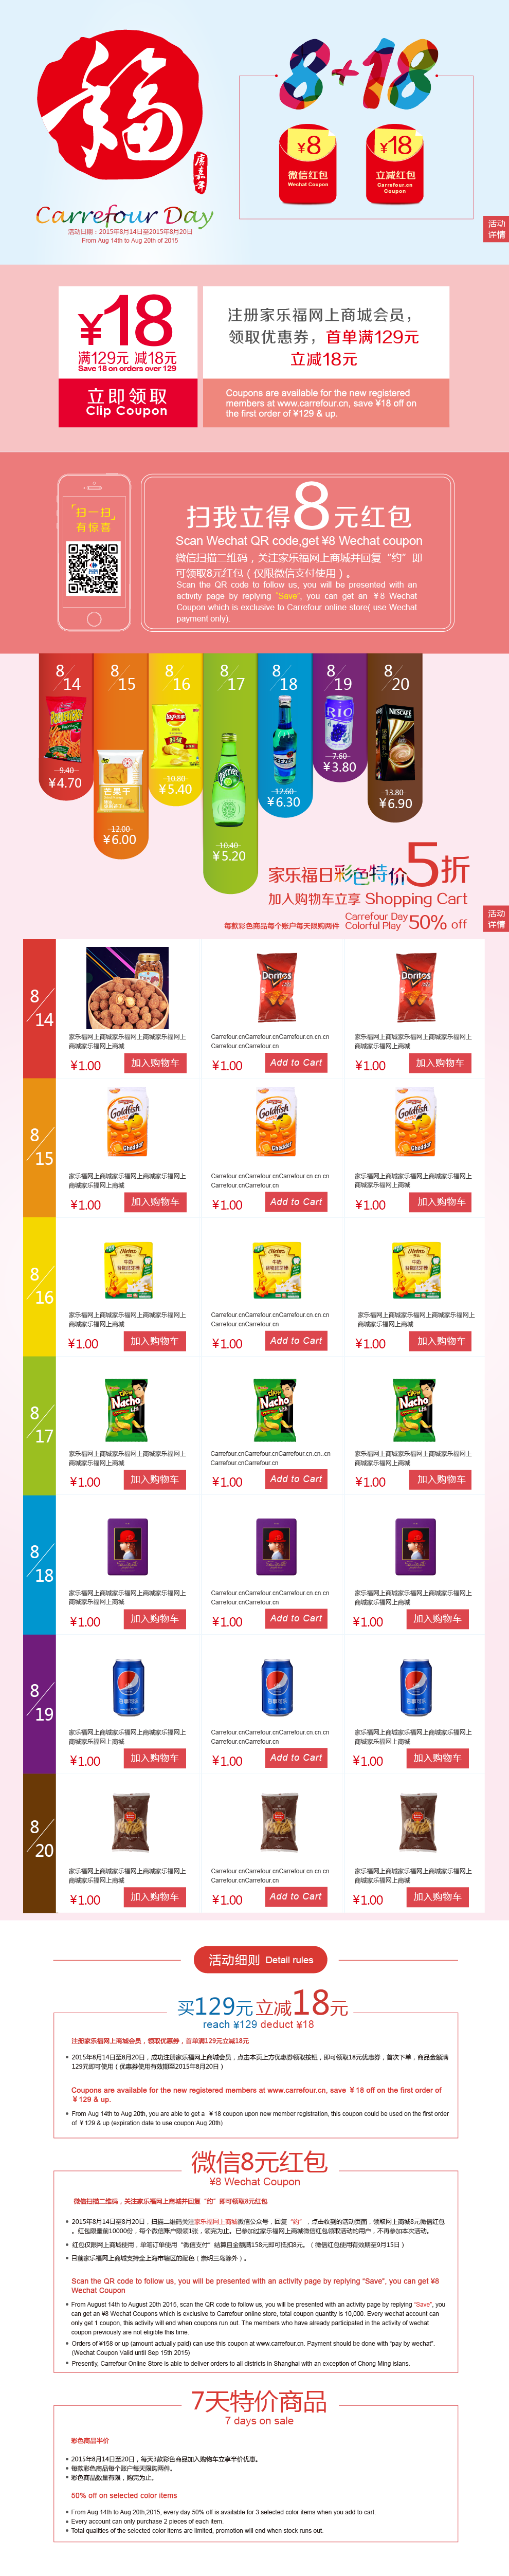 福
家嘉年
8+18
¥8
微信红包
Wechat Coupon
¥18
立减红包
Carrefour.cn
Coupon
Carrefour Day
活动日期：2015年8月14日至2015年8月20日
From Aug 14th to Aug 20th of 2015
活动
详情
¥18
满129元 减18元
Save 18 on orders over 129
立即领取
Clip Coupon
注册家乐福网上商城会员，
领取优惠券，首单满129元
立减18元
Coupons are available for the new registered
members at www.carrefour.cn, save ¥18 off on
the first order of ¥129 & up.
「扫一扫」
有惊喜
扫我立得8元红包
Scan Wechat QR code,get ¥8 Wechat coupon
微信扫描二维码，关注家乐福网上商城并回复“约”即
可领取8元红包（仅限微信支付使用）。
Scan the QR code to follow us, you will be presented with an
activity page by replying "Save", you can get an ￥8 Wechat
Coupon which is exclusive to Carrefour online store( use Wechat
payment only).
8/14
9.40
¥4.70
8/15
芒果干
12.00
¥6.00
8/16
10.80
¥5.40
8/17
Perrier
10.40
¥5.20
8/18
BREEZER
12.60
¥6.30
8/19
RIO
7.60
¥3.80
8/20
NESCAFÉ
13.80
¥6.90
家乐福日彩色特价5折
加入购物车立享 Shopping Cart
每款彩色商品每个账户每天限购两件 Carrefour Day Colorful Play 50% off
活动
详情
8/14
Doritos
Doritos
家乐福网上商城家乐福网上商城家乐福网上
商城家乐福网上商城
¥1.00 加入购物车
Carrefour.cnCarrefour.cnCarrefour.cn.cn.cn
Carrefour.cnCarrefour.cn
¥1.00 Add to Cart
家乐福网上商城家乐福网上商城家乐福网上
商城家乐福网上商城
¥1.00 加入购物车
8/15
Goldfish
Cheddar
Goldfish
Cheddar
Goldfish
Cheddar
家乐福网上商城家乐福网上商城家乐福网上
商城家乐福网上商城
¥1.00 加入购物车
Carrefour.cnCarrefour.cnCarrefour.cn.cn.cn
Carrefour.cnCarrefour.cn
¥1.00 Add to Cart
家乐福网上商城家乐福网上商城家乐福网上
商城家乐福网上商城
¥1.00 加入购物车
8/16
Heinz
Heinz
Heinz
家乐福网上商城家乐福网上商城家乐福网上
商城家乐福网上商城
¥1.00 加入购物车
Carrefour.cnCarrefour.cnCarrefour.cn.cn.cn
Carrefour.cnCarrefour.cn
¥1.00 Add to Cart
家乐福网上商城家乐福网上商城家乐福网上
商城家乐福网上商城
¥1.00 加入购物车
8/17
Nacho
Nacho
Nacho
家乐福网上商城家乐福网上商城家乐福网上
商城家乐福网上商城
¥1.00 加入购物车
Carrefour.cnCarrefour.cnCarrefour.cn.cn..cn
Carrefour.cnCarrefour.cn
¥1.00 Add to Cart
家乐福网上商城家乐福网上商城家乐福网上
商城家乐福网上商城
¥1.00 加入购物车
8/18
家乐福网上商城家乐福网上商城家乐福网上
商城家乐福网上商城
¥1.00 加入购物车
Carrefour.cnCarrefour.cnCarrefour.cn.cn.cn
Carrefour.cnCarrefour.cn
¥1.00 Add to Cart
家乐福网上商城家乐福网上商城家乐福网上
商城家乐福网上商城
¥1.00 加入购物车
8/19
百事可乐
百事可乐
百事可乐
家乐福网上商城家乐福网上商城家乐福网上
商城家乐福网上商城
¥1.00 加入购物车
Carrefour.cnCarrefour.cnCarrefour.cn.cn.cn
Carrefour.cnCarrefour.cn
¥1.00 Add to Cart
家乐福网上商城家乐福网上商城家乐福网上
商城家乐福网上商城
¥1.00 加入购物车
8/20
家乐福网上商城家乐福网上商城家乐福网上
商城家乐福网上商城
¥1.00 加入购物车
Carrefour.cnCarrefour.cnCarrefour.cn.cn.cn
Carrefour.cnCarrefour.cn
¥1.00 Add to Cart
家乐福网上商城家乐福网上商城家乐福网上
商城家乐福网上商城
¥1.00 加入购物车
活动细则 Detail rules
买129元 立减18元
reach ¥129 deduct ¥18
注册家乐福网上商城会员，领取优惠券，首单满129元立减18元
2015年8月14日至8月20日，成功注册家乐福网上商城会员，点击本页上方优惠券领取按钮，即可领取18元优惠券，首次下单，商品金额满
129元即可使用（优惠券使用有效期至2015年8月20日）
Coupons are available for the new registered members at www.carrefour.cn, save ￥18 off on the first order of
￥129 & up.
From Aug 14th to Aug 20th, you are able to get a ￥18 coupon upon new member registration, this coupon could be used on the first order
of ￥129 & up (expiration date to use coupon:Aug 20th)
微信8元红包
¥8 Wechat Coupon
微信扫描二维码，关注家乐福网上商城并回复“约”即可领取8元红包
2015年8月14日至8月20日，扫描二维码关注家乐福网上商城微信公众号，回复“约”，点击收到的活动页面，领取网上商城8元微信红包
。红包限量前10000份，每个微信账户限领1张，领完为止。已参加过家乐福网上商城微信红包领取活动的用户，不再参加本次活动。
红包仅限网上商城使用，单笔订单使用“微信支付”结算且金额满158元即可抵扣8元。（微信红包使用有效期至9月15日）
目前家乐福网上商城支持全上海市辖区的配色（崇明三岛除外）。
Scan the QR code to follow us, you will be presented with an activity page by replying "Save", you can get ¥8
Wechat Coupon
From August 14th to August 20th 2015, scan the QR code to follow us, you will be presented with an activity page by replying "Save", you
can get an ¥8 Wechat Coupons which is exclusive to Carrefour online store, total coupon quantity is 10,000. Every wechat account can
only get 1 coupon, this activity will end when coupons run out. The members who have already participated in the activity of wechat
coupon previously are not eligible this time.
Orders of ¥158 or up (amount actually paid) can use this coupon at www.carrefour.cn. Payment should be done with "pay by wechat".
(Wechat Coupon Valid until Sep 15th 2015)
Presently, Carrefour Online Store is able to deliver orders to all districts in Shanghai with an exception of Chong Ming islans.
7天特价商品
7 days on sale
彩色商品半价
2015年8月14日至20日，每天3款彩色商品加入购物车立享半价优惠。
每款彩色商品每个账户每天限购两件。
彩色商品数量有限，购完为止。
50% off on selected color items
From Aug 14th to Aug 20th,2015, every day 50% off is available for 3 selected color items when you add to cart.
Every account can only purchase 2 pieces of each item.
Total qualities of the selected color items are limited, promotion will end when stock runs out.